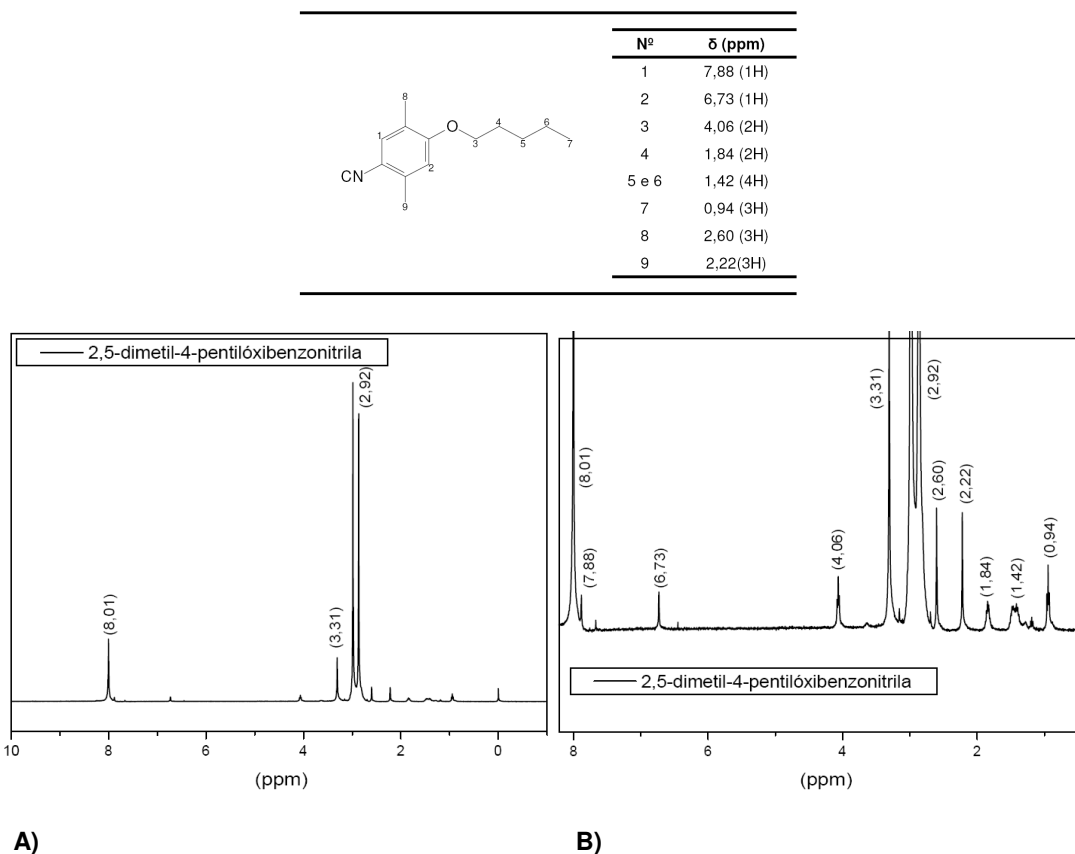 Nº δ (ppm)
1 7,88 (1H)
2 6,73 (1H)
3 4,06 (2H)
4 1,84 (2H)
5 e 6 1,42 (4H)
7 0,94 (3H)
8 2,60 (3H)
9 2,22(3H)
8
1
O
3
4
5
6
7
2
CN
9
2,5-dimetil-4-pentilóxibenzonitrila
(8,01)
(3,31)
(2,92)
10 8 6 4 2 0
(ppm)
A)
(8,01)
(7,88)
(6,73)
(4,06)
(3,31)
(2,92)
(2,60)
(2,22)
(1,84)
(1,42)
(0,94)
2,5-dimetil-4-pentilóxibenzonitrila
8 6 4 2
(ppm)
B)